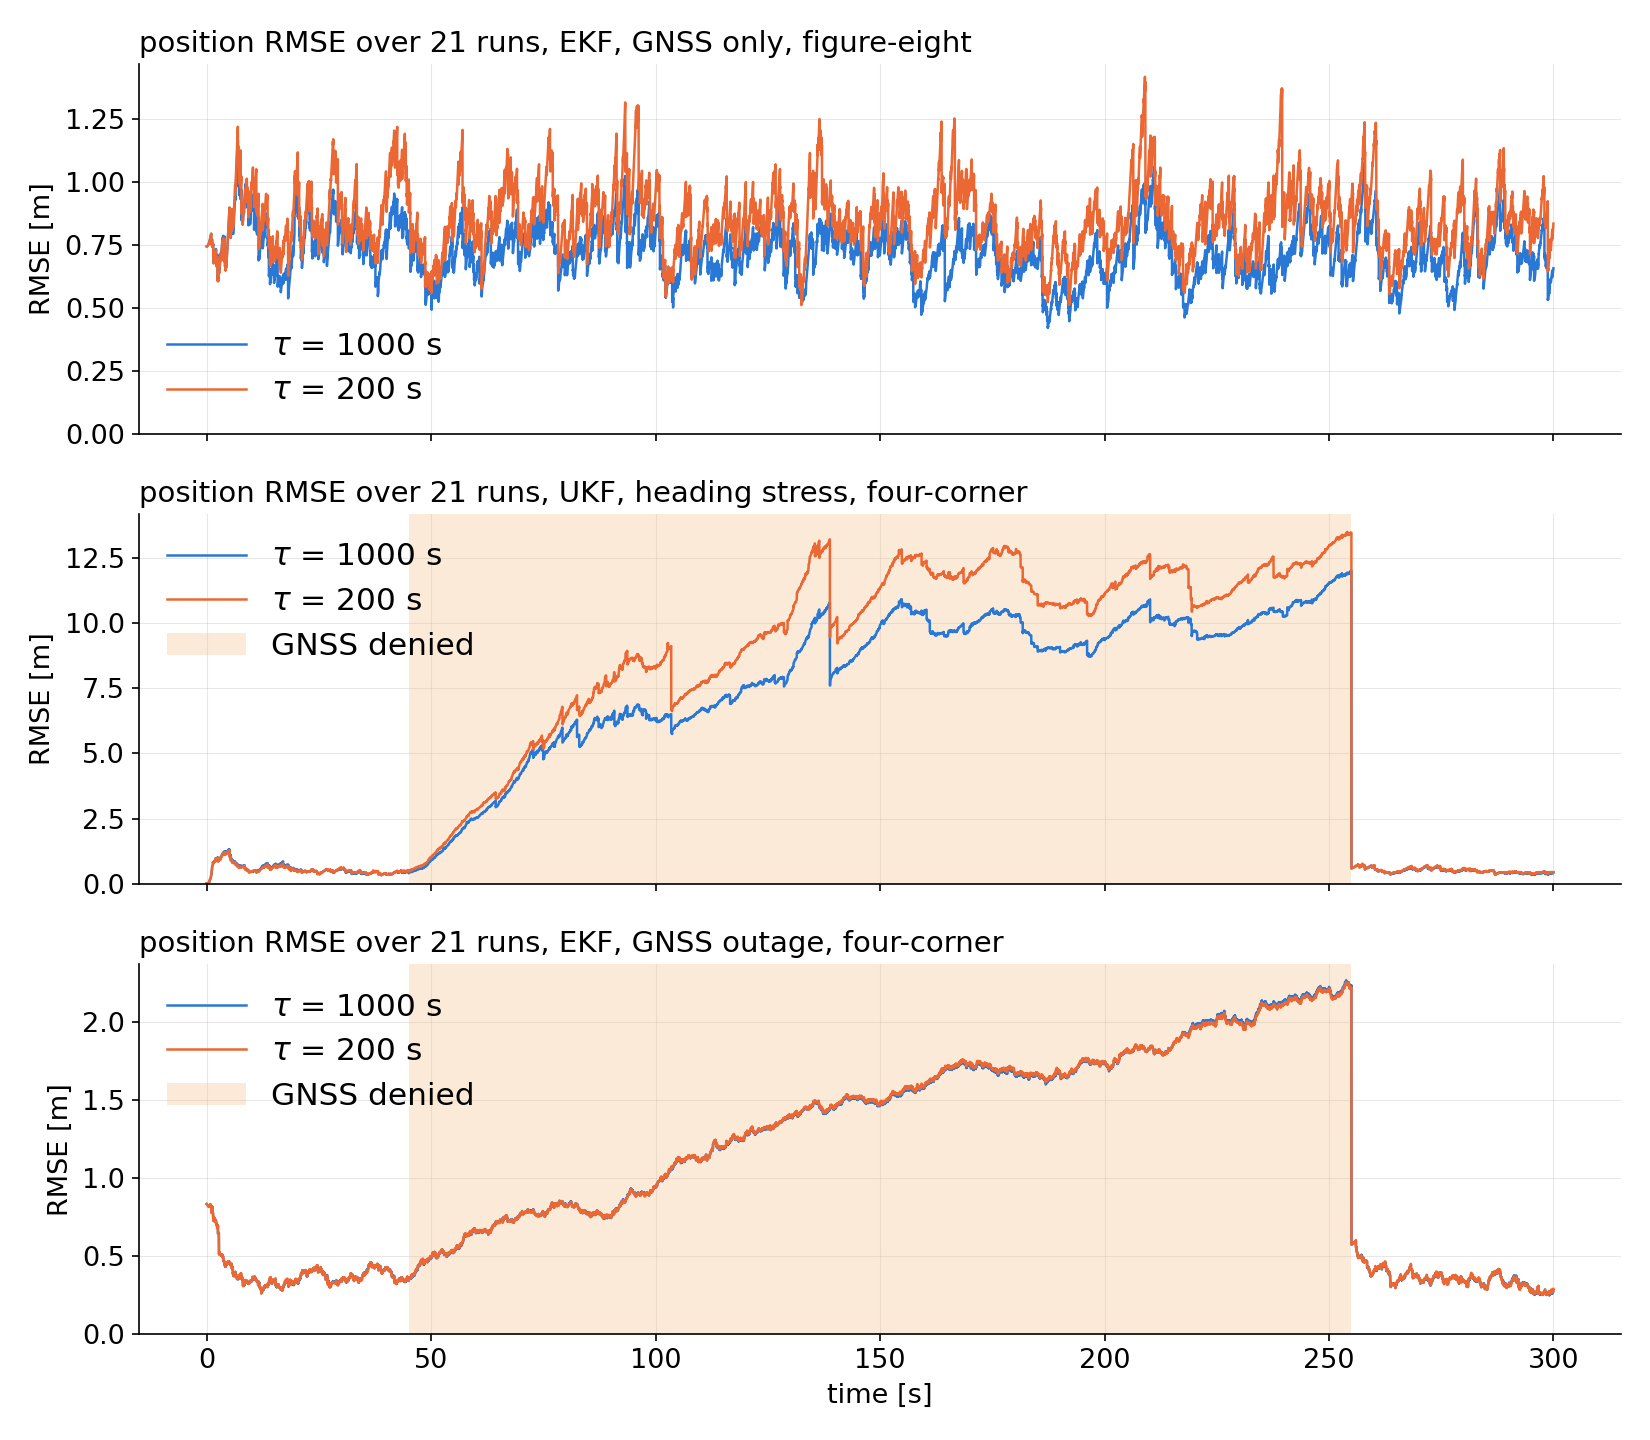 position RMSE over 21 runs, EKF, GNSS only, figure-eight
RMSE [m]
1.25
1.00
0.75
0.50
0.25
0.00
τ = 1000 s
τ = 200 s
position RMSE over 21 runs, UKF, heading stress, four-corner
RMSE [m]
12.5
10.0
7.5
5.0
2.5
0.0
τ = 1000 s
τ = 200 s
GNSS denied
position RMSE over 21 runs, EKF, GNSS outage, four-corner
RMSE [m]
2.0
1.5
1.0
0.5
0.0
τ = 1000 s
τ = 200 s
GNSS denied
0 50 100 150 200 250 300
time [s]